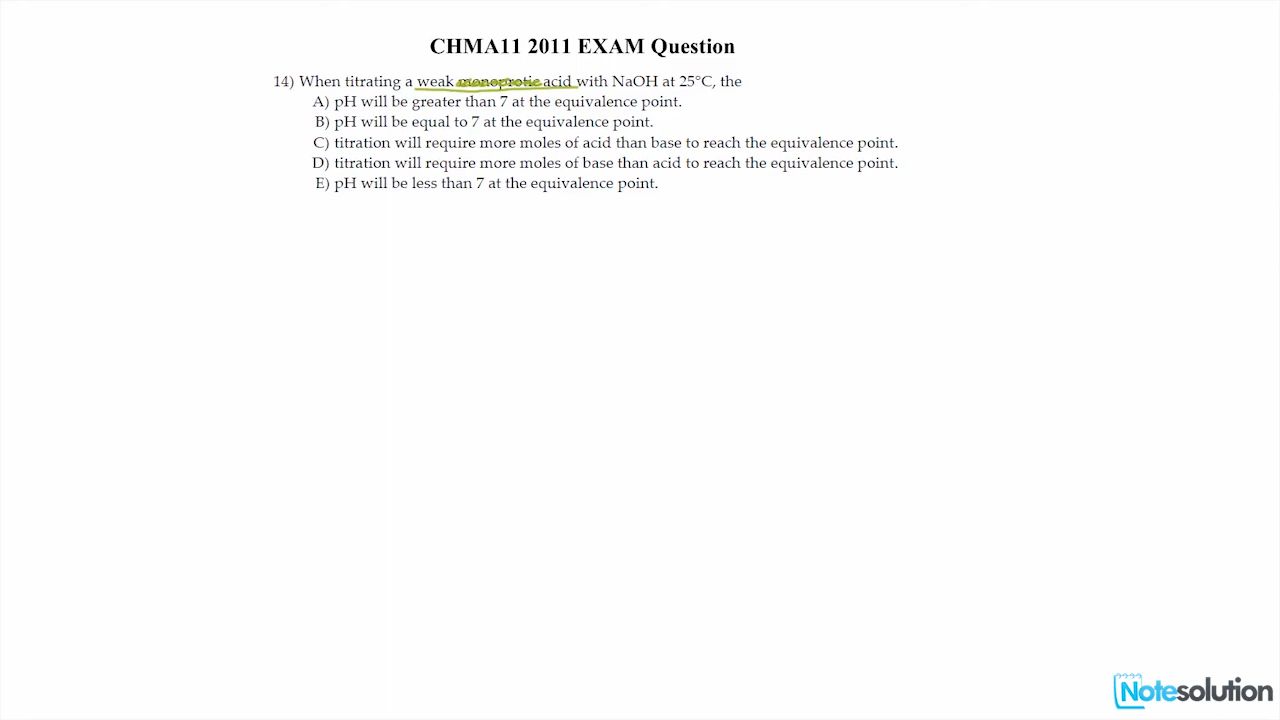 CHMA11 2011 EXAM Question
14) When titrating a weak monoprotic acid with NaOH at 25°C, the
A) pH will be greater than 7 at the equivalence point.
B) pH will be equal to 7 at the equivalence point.
C) titration will require more moles of acid than base to reach the equivalence point.
D) titration will require more moles of base than acid to reach the equivalence point.
E) pH will be less than 7 at the equivalence point.
Notesolution